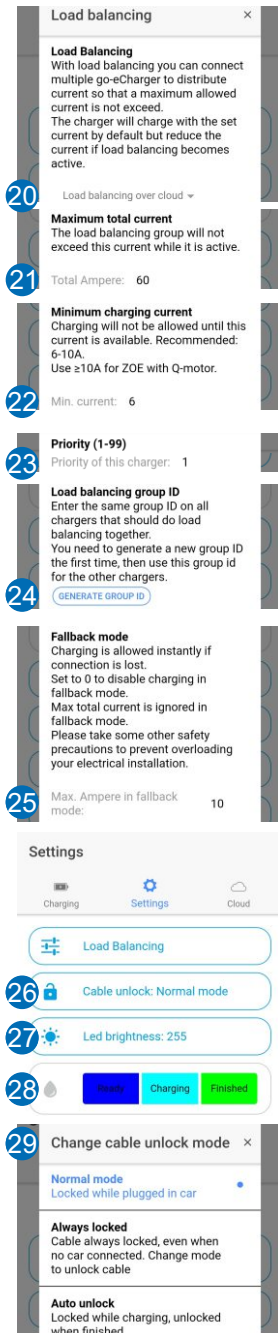 Load balancing ×
Load Balancing
With load balancing you can connect
multiple go-eCharger to distribute
current so that a maximum allowed
current is not exceed.
The charger will charge with the set
current by default but reduce the
current if load balancing becomes
active.
20 Load balancing over cloud
Maximum total current
The load balancing group will not
exceed this current while it is active.
21 Total Ampere: 60
Minimum charging current
Charging will not be allowed until this
current is available. Recommended:
6-10A.
Use ≥10A for ZOE with Q-motor.
22 Min. current: 6
Priority (1-99)
23 Priority of this charger: 1
Load balancing group ID
Enter the same group ID on all
chargers that should do load
balancing together.
You need to generate a new group ID
the first time, then use this group id
for the other chargers.
24 GENERATE GROUP ID
Fallback mode
Charging is allowed instantly if
connection is lost.
Set to 0 to disable charging in
fallback mode.
Max total current is ignored in
fallback mode.
Please take some other safety
precautions to prevent overloading
your electrical installation.
25 Max. Ampere in fallback
mode: 10
Settings
Charging Settings Cloud
Load Balancing
26 Cable unlock: Normal mode
27 Led brightness: 255
28 Ready Charging Finished
29 Change cable unlock mode ×
Normal mode
Locked while plugged in car
Always locked
Cable always locked, even when
no car connected. Change mode
to unlock cable
Auto unlock
Locked while charging, unlocked
when finished